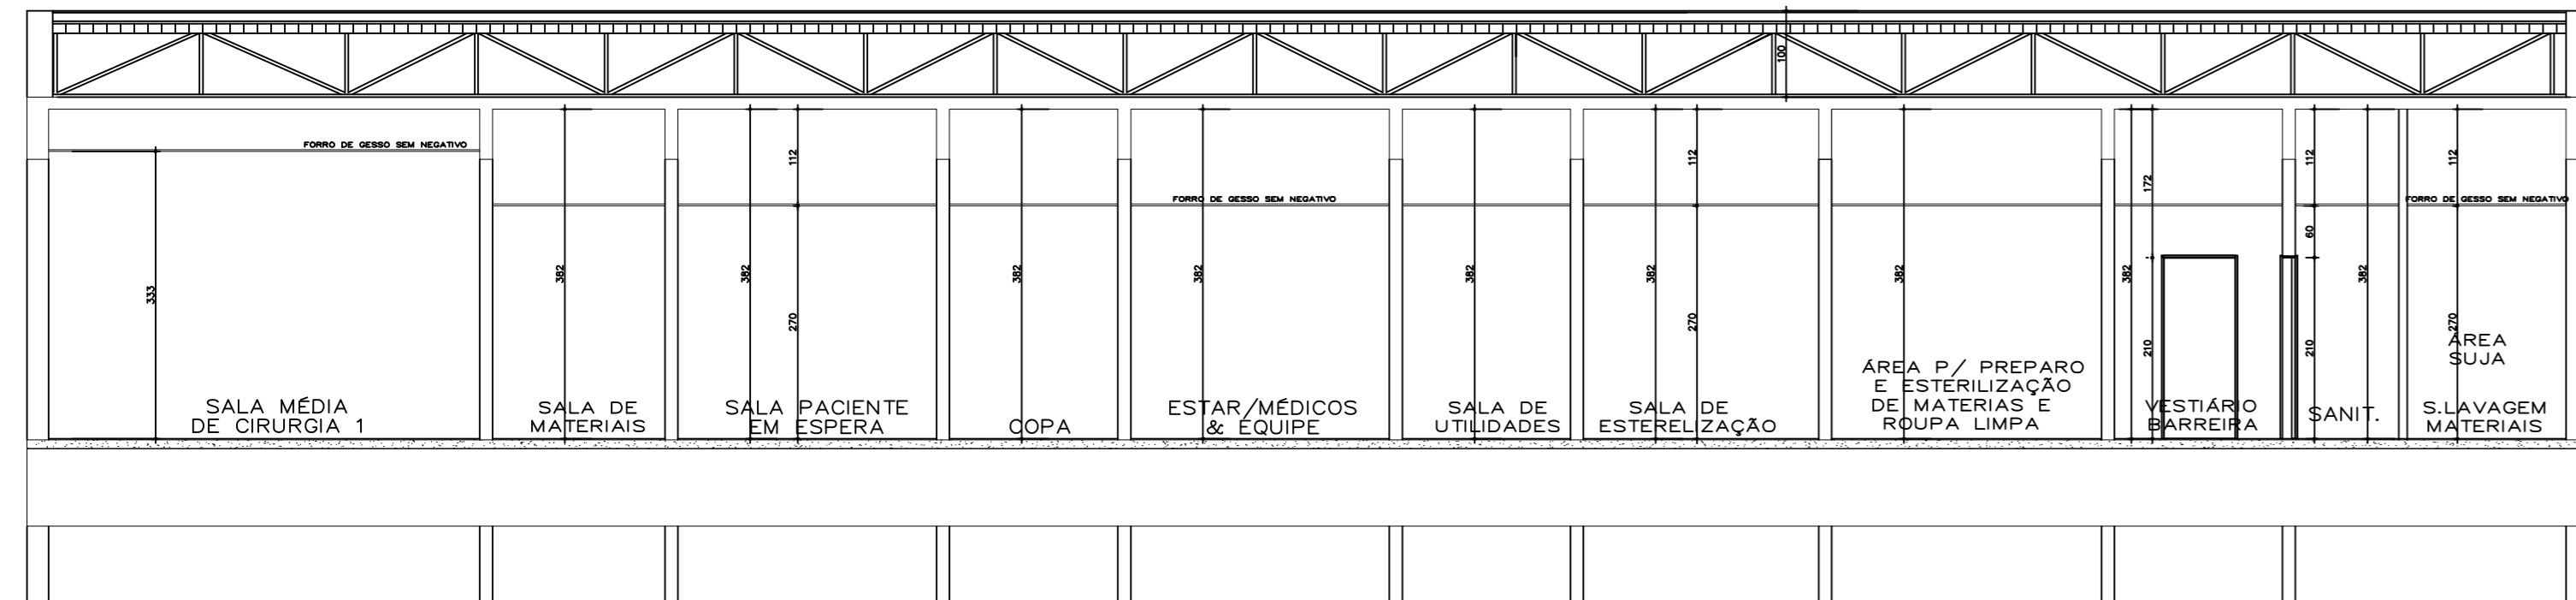 100
FORRO DE GESSO SEM NEGATIVO
333
SALA MÉDIA
DE CIRURGIA 1
382
SALA DE
MATERIAIS
382
112
270
SALA PACIENTE
EM ESPERA
382
COPA
FORRO DE GESSO SEM NEGATIVO
382
ESTAR/MÉDICOS
& EQUIPE
382
SALA DE
UTILIDADES
382
112
270
SALA DE
ESTERELIZAÇÃO
382
ÁREA P/ PREPARO
E ESTERILIZAÇÃO
DE MATERIAS E
ROUPA LIMPA
382
172
210
VESTIÁRIO
BARREIRA
112
60
210
382
SANIT.
112
FORRO DE GESSO SEM NEGATIVO
270
ÁREA
SUJA
S.LAVAGEM
MATERIAIS